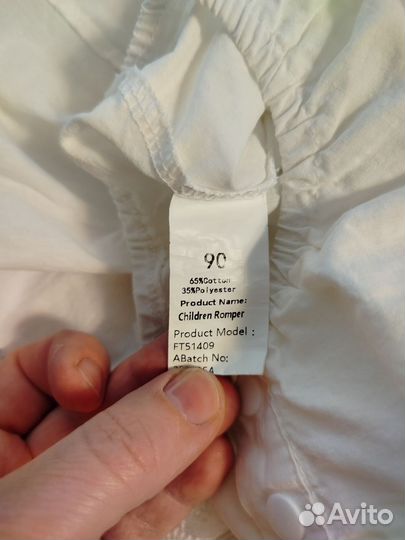 90
65%Cotton
35%Polyester
Product Name:
Children Romper
Product Model :
FT51409
ABatch No:
Avito